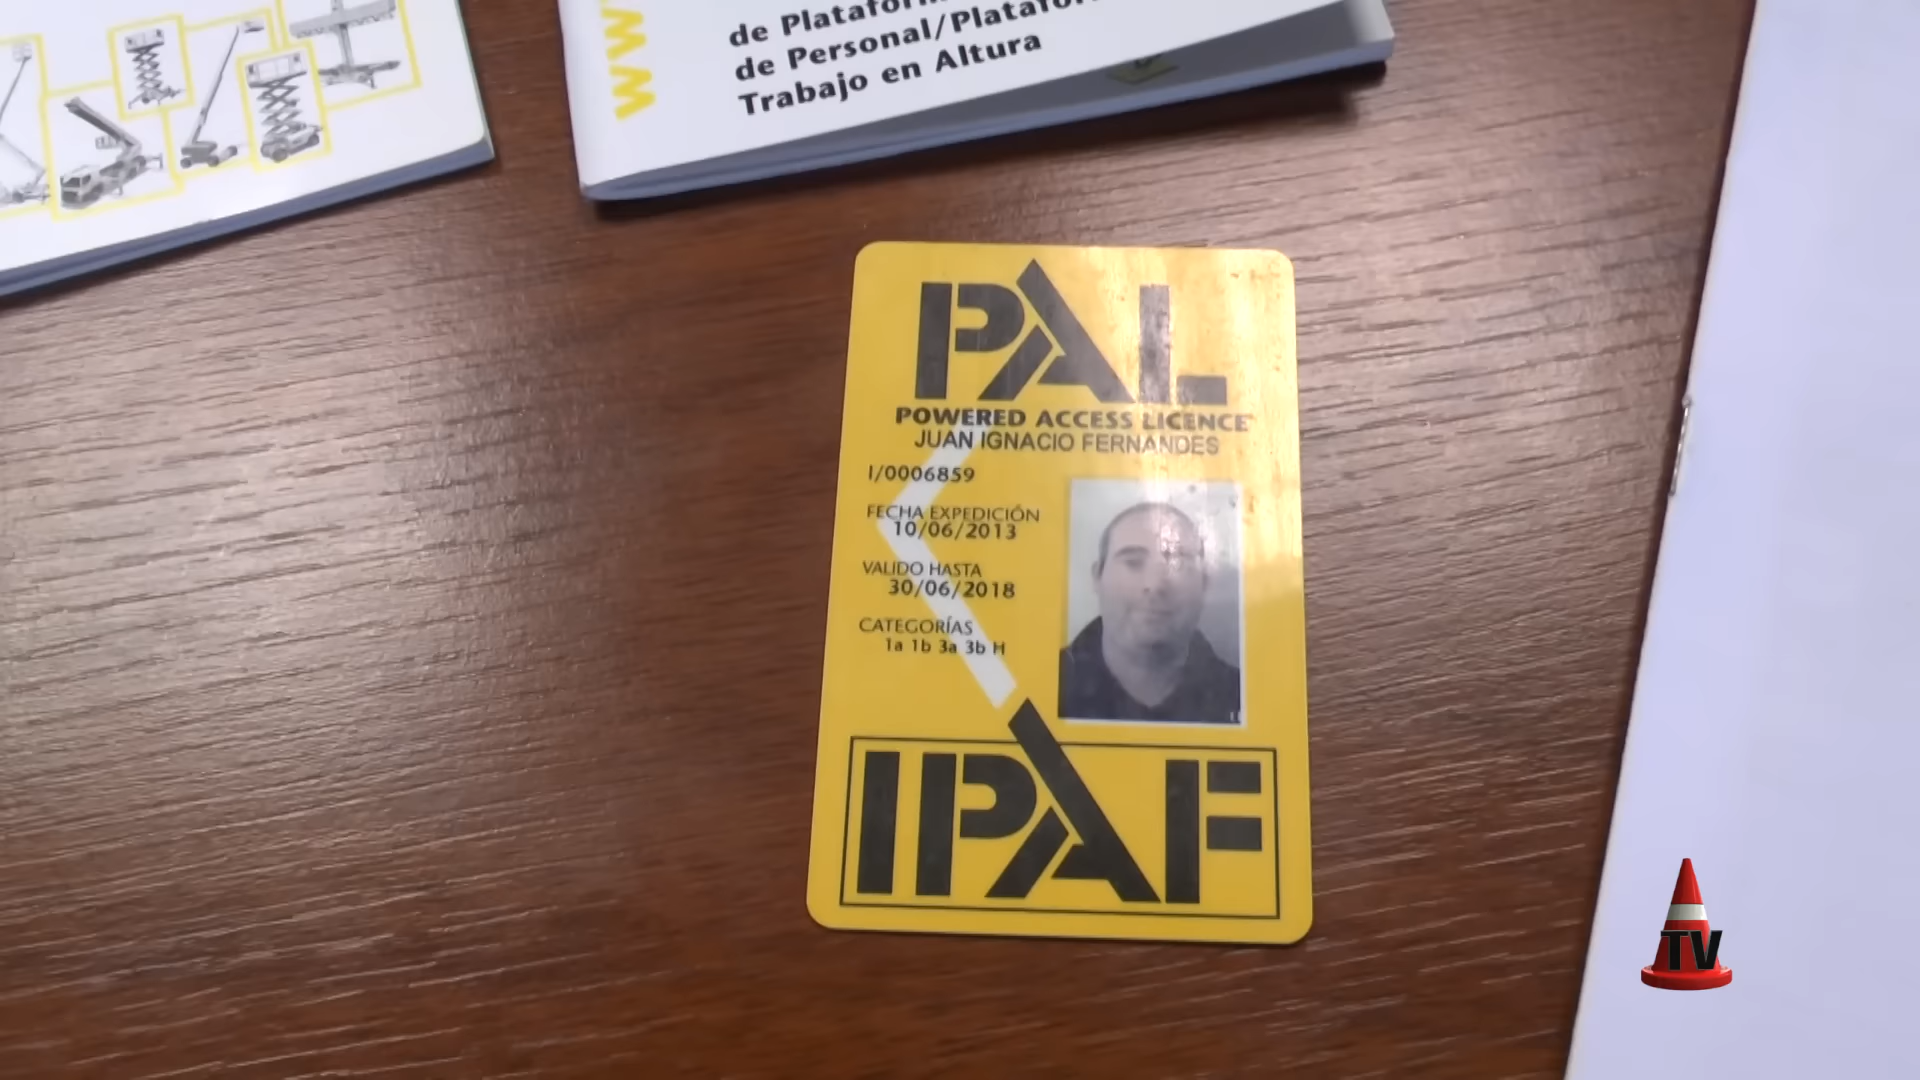 WW
de Personal/
Trabajo en Altura
PAL
POWERED ACCESS LICENCE
JUAN IGNACIO FERNANDES
I/0006859
FECHA EXPEDICIÓN
10/06/2013
VALIDO HASTA
30/06/2018
CATEGORÍAS
1a 1b 3a 3b H
IPAF
TV